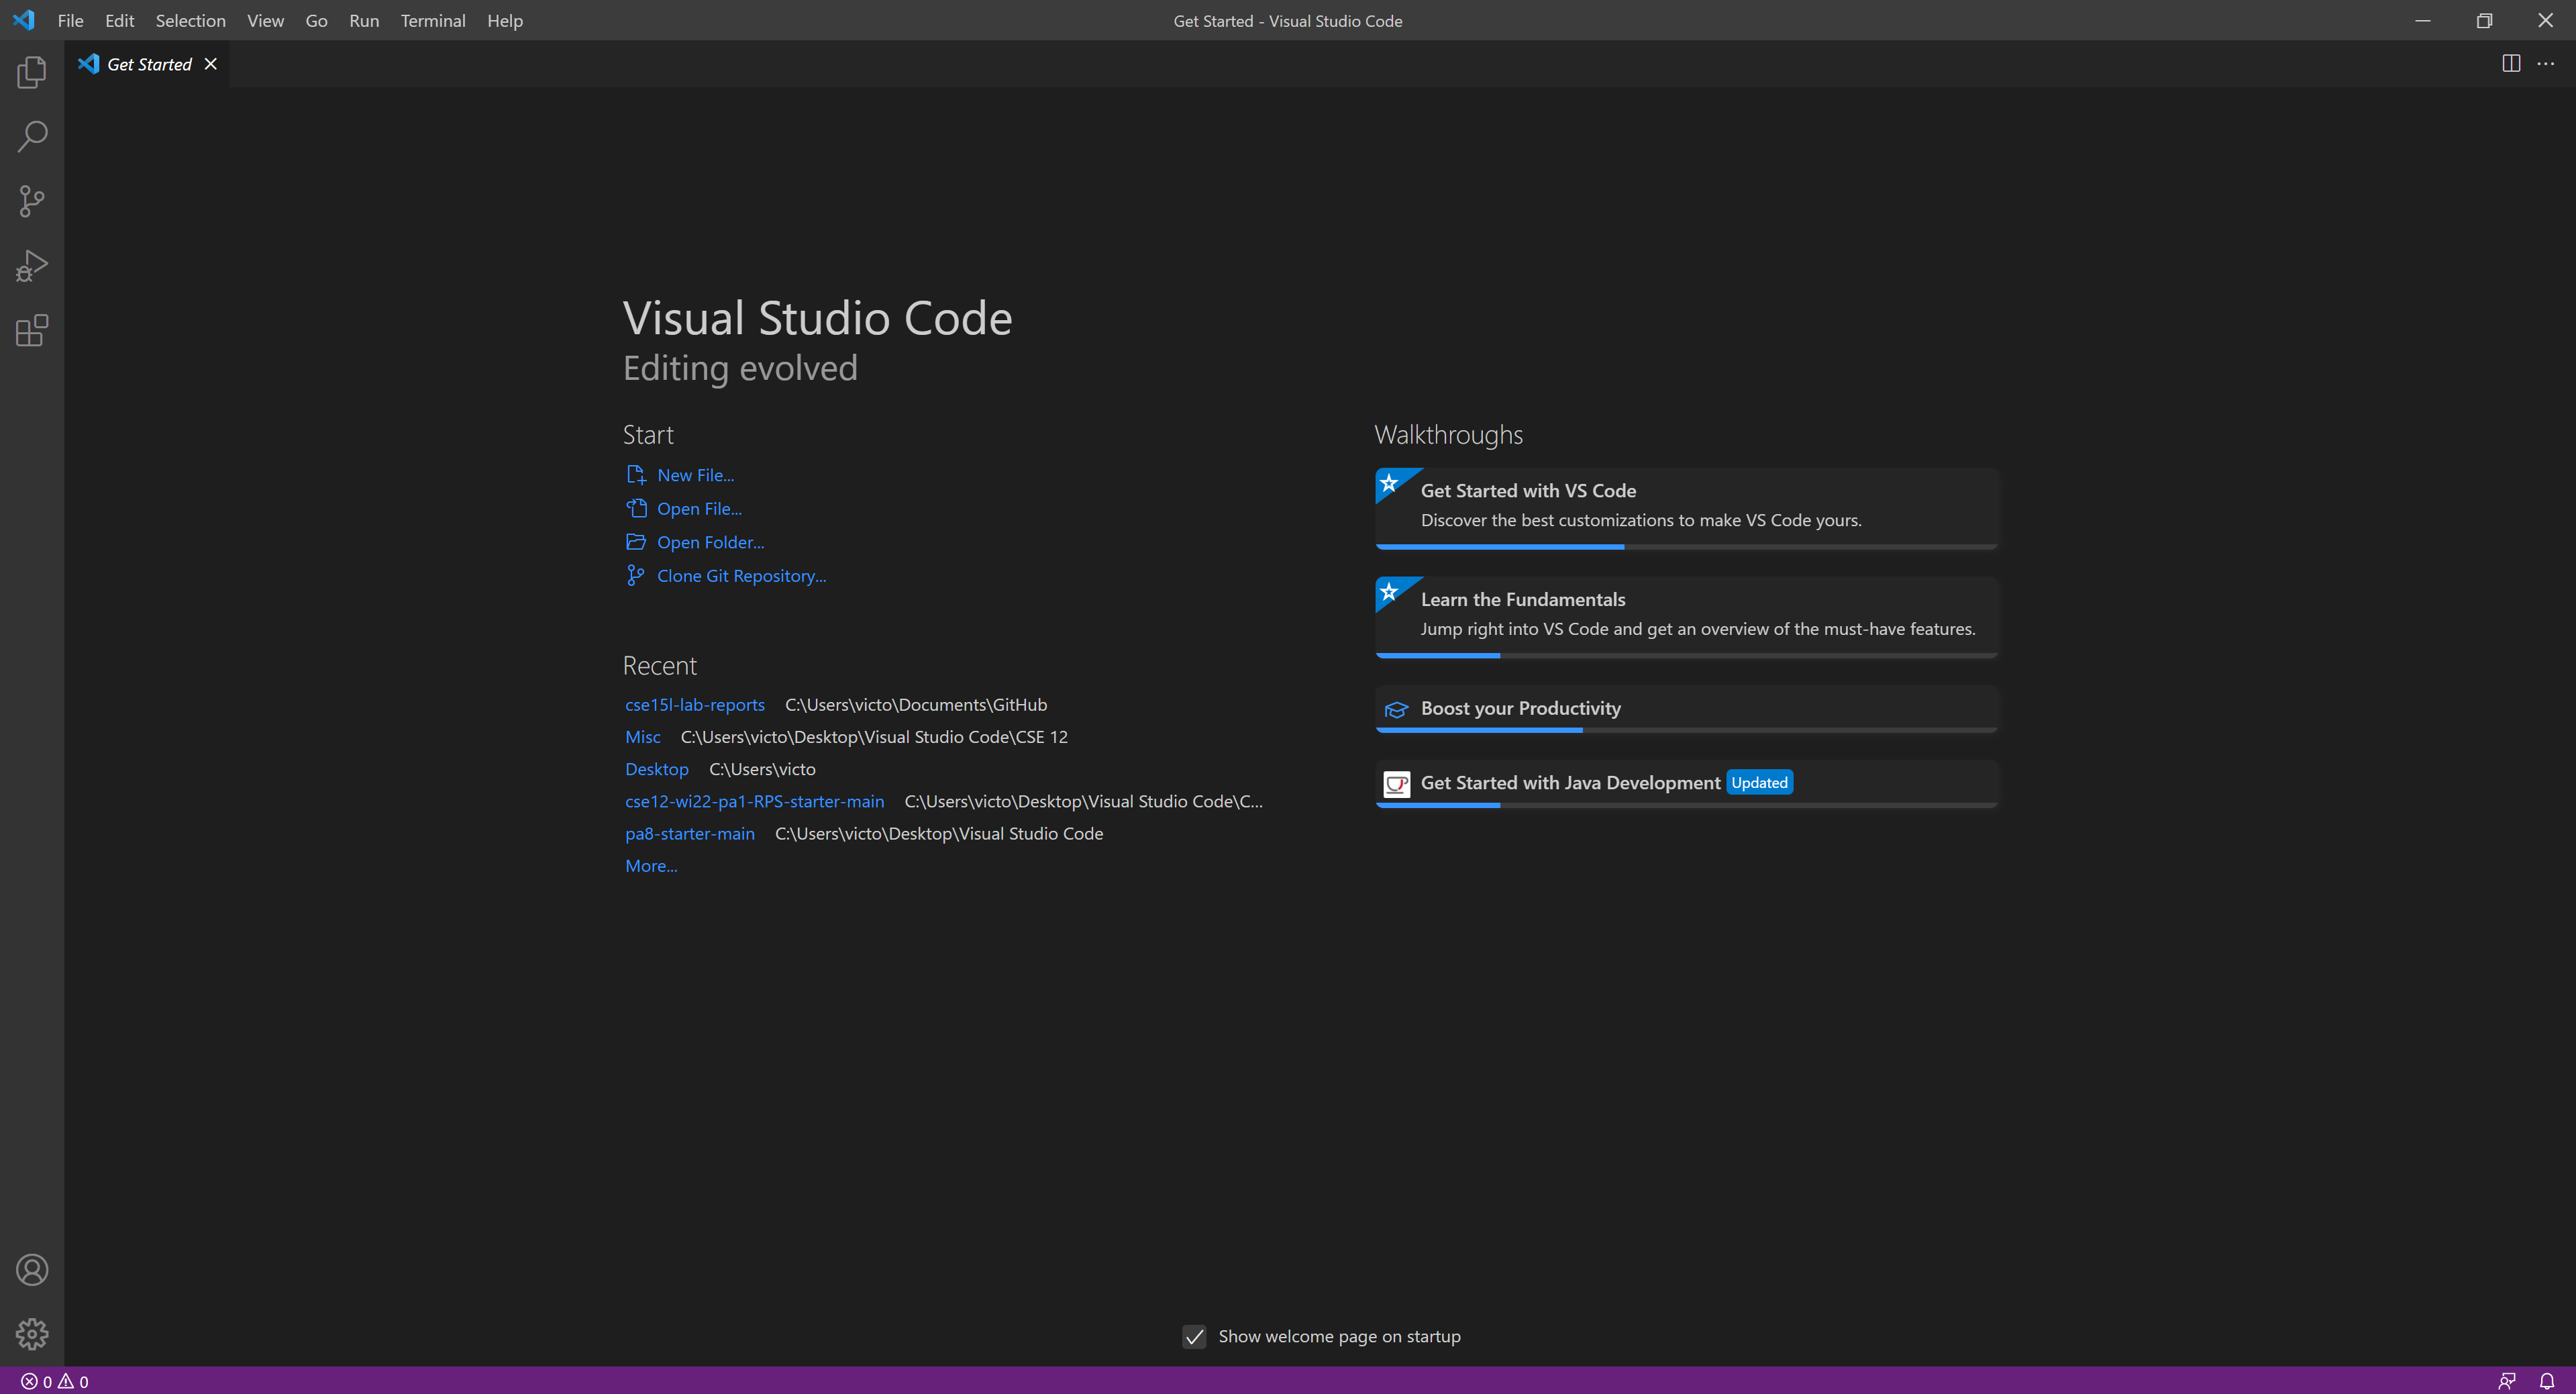 File Edit Selection View Go Run Terminal Help Get Started - Visual Studio Code
Get Started
Visual Studio Code
Editing evolved
Start
New File...
Open File...
Open Folder...
Clone Git Repository...
Recent
cse15l-lab-reports C:\Users\victo\Documents\GitHub
Misc C:\Users\victo\Desktop\Visual Studio Code\CSE 12
Desktop C:\Users\victo
cse12-wi22-pa1-RPS-starter-main C:\Users\victo\Desktop\Visual Studio Code\C...
pa8-starter-main C:\Users\victo\Desktop\Visual Studio Code
More...
Walkthroughs
Get Started with VS Code
Discover the best customizations to make VS Code yours.
Learn the Fundamentals
Jump right into VS Code and get an overview of the must-have features.
Boost your Productivity
Get Started with Java Development Updated
Show welcome page on startup
0 0